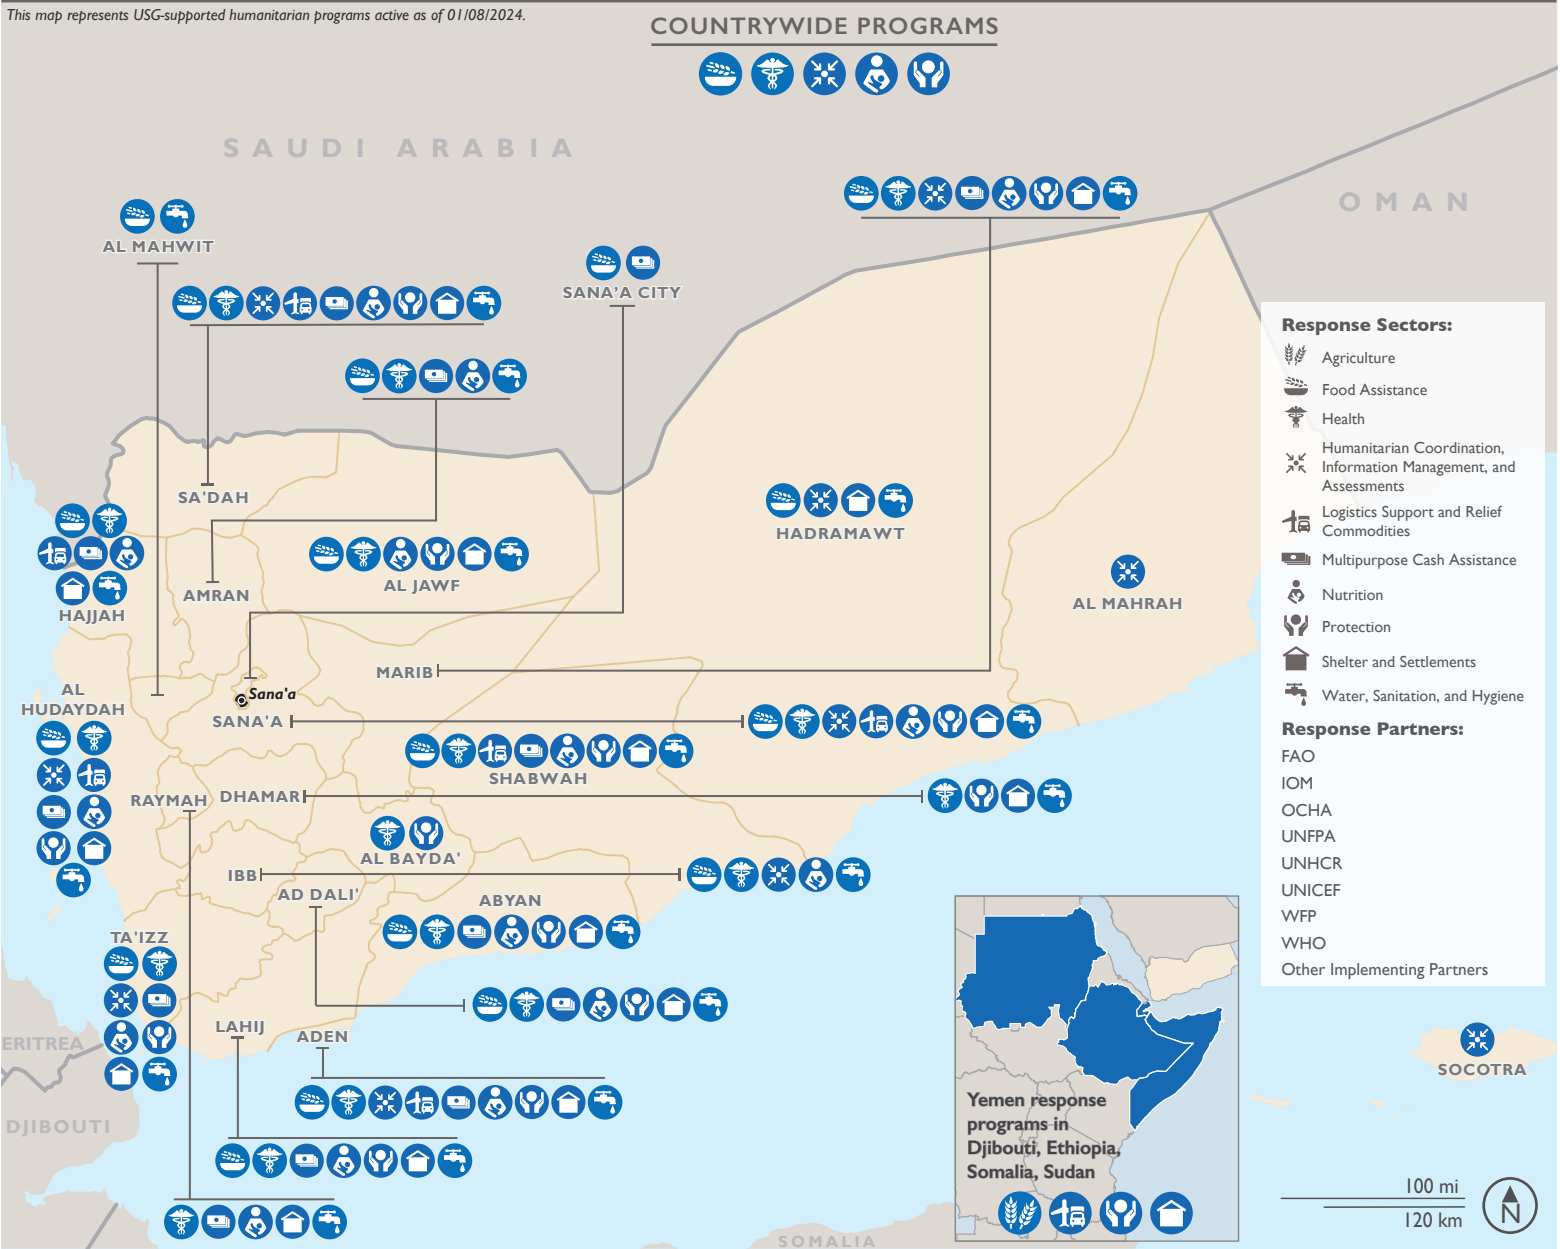 This map represents USG-supported humanitarian programs active as of 01/08/2024.
COUNTRYWIDE PROGRAMS
SAUDI ARABIA
OMAN
AL MAHWIT
SANA'A CITY
SA'DAH
HADRAMAWT
AL JAWF
AMRAN
AL MAHRAH
HAJJAH
MARIB
AL
HUDAYDAH
Sana'a
SANA'A
SHABWAH
RAYMAH
DHAMAR
AL BAYDA'
IBB
AD DALI'
ABYAN
TA'IZZ
LAHIJ
ADEN
ERITREA
DJIBOUTI
SOMALIA
SOCOTRA
Response Sectors:
Agriculture
Food Assistance
Health
Humanitarian Coordination,
Information Management, and
Assessments
Logistics Support and Relief
Commodities
Multipurpose Cash Assistance
Nutrition
Protection
Shelter and Settlements
Water, Sanitation, and Hygiene
Response Partners:
FAO
IOM
OCHA
UNFPA
UNHCR
UNICEF
WFP
WHO
Other Implementing Partners
Yemen response
programs in
Djibouti, Ethiopia,
Somalia, Sudan
100 mi
120 km
N